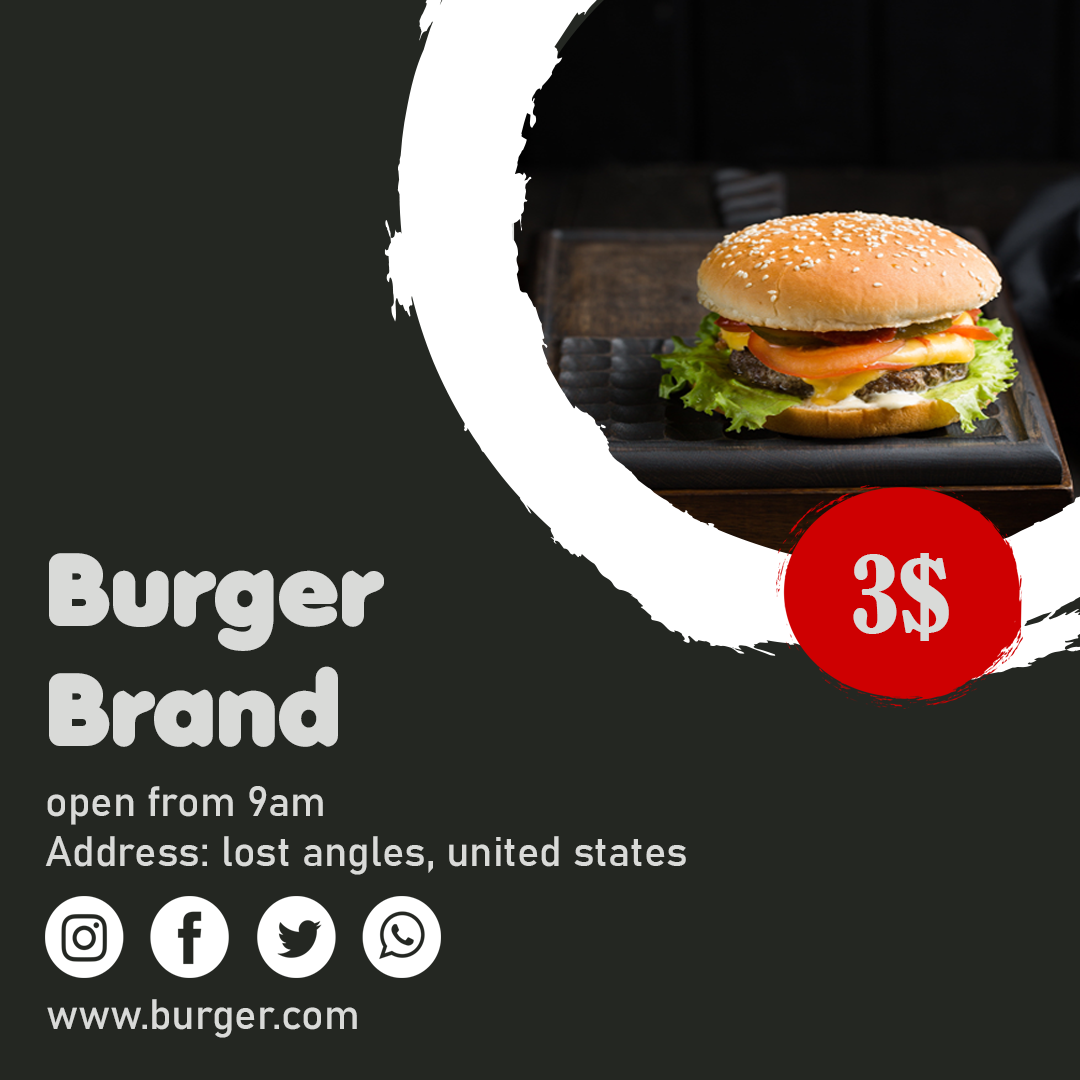 3$
Burger
Brand
open from 9am
Address: lost angles, united states
www.burger.com